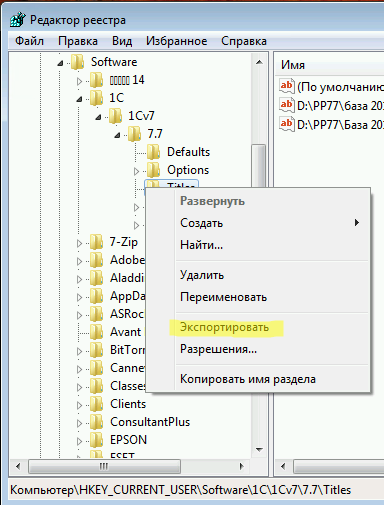 Редактор реестра
Файл Правка Вид Избранное Справка
Software
14
1C
1Cv7
7.7
Defaults
Options
Titles
7-Zip
Adobe
Aladdi
AppDa
ASRoc
Avant
BitTorr
Canne
Classes
Clients
ConsultantPlus
EPSON
ESET
Имя
(По умолчанию
D:\PP77\база 20
D:\PP77\База 20
Развернуть
Создать
Найти...
Удалить
Переименовать
Экспортировать
Разрешения...
Копировать имя раздела
Компьютер\HKEY_CURRENT_USER\Software\1C\1Cv7\7.7\Titles